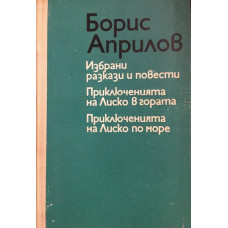 Борис
Априлов
Избрани
разкази и повести
Приключенията
на Лиско в гората
Приключенията
на Лиско по море